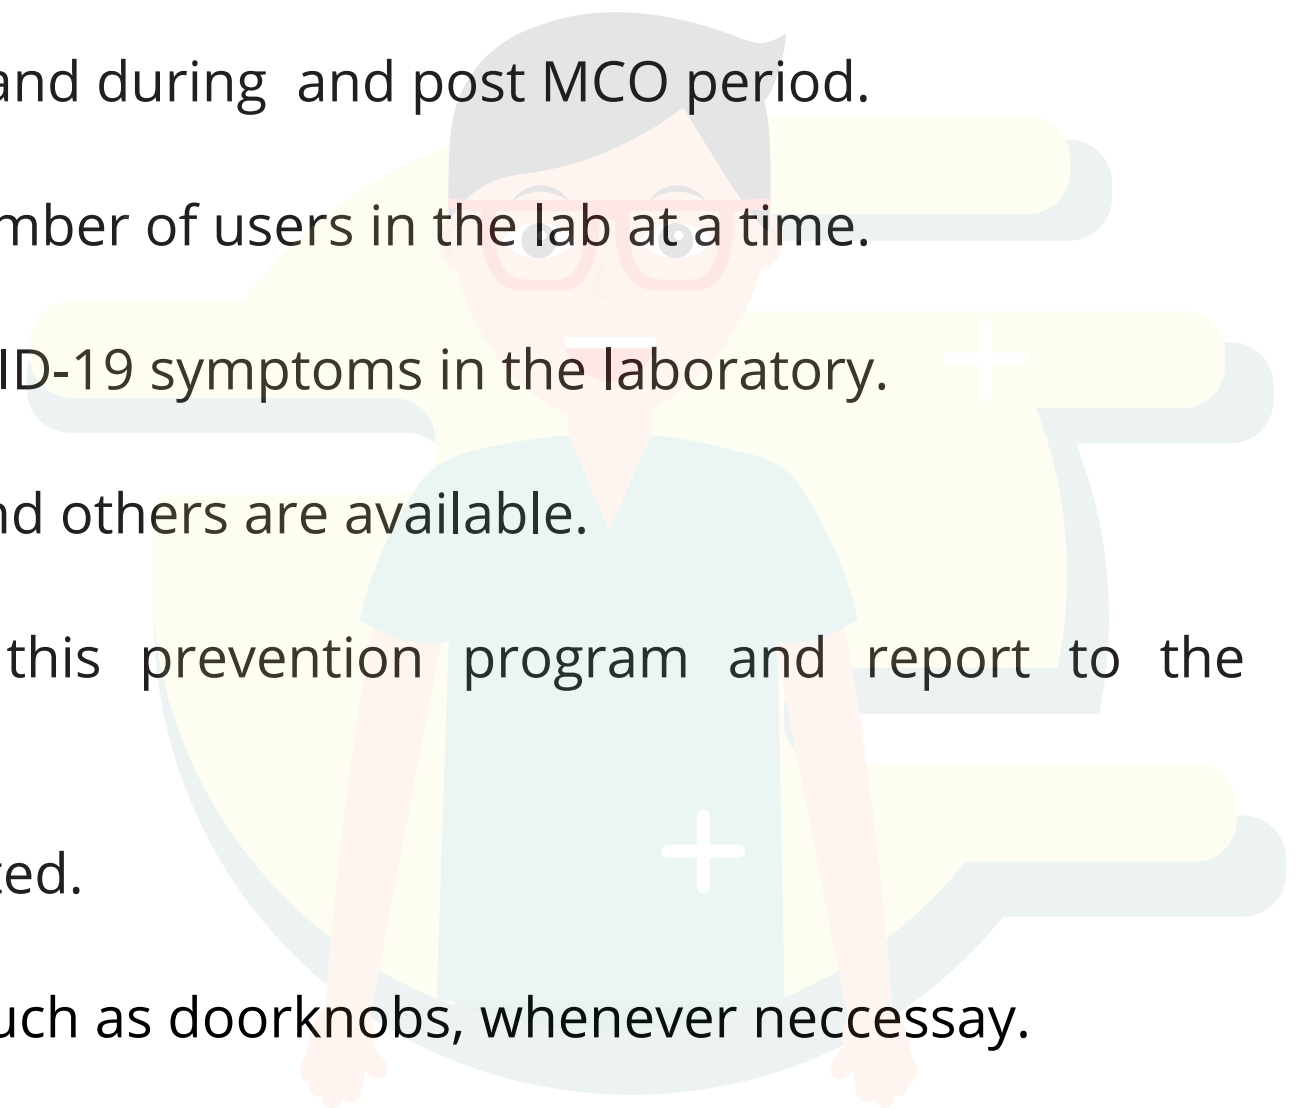 and during and post MCO period.
mber of users in the lab at a time.
ID-19 symptoms in the laboratory.
nd others are available.
this prevention program and report to the
ted.
uch as doorknobs, whenever neccessay.